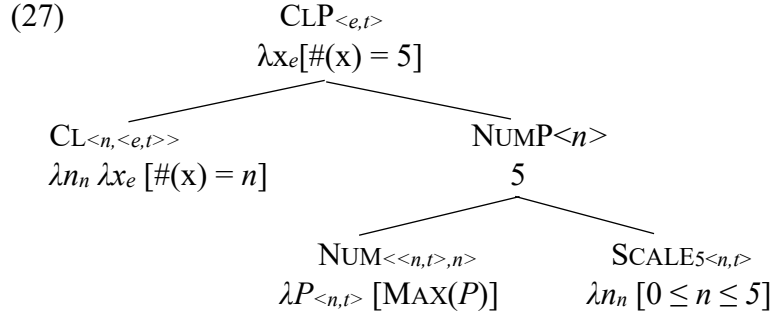 (27) CLP<e,t>
λxₑ[#(x) = 5]
CL<n,<e,t>> NUMP<n>
λnₙ λxₑ [#(x) = n] 5
NUM<<n,t>,n> SCALE5<n,t>
λP<n,t> [MAX(P)] λnₙ [0 ≤ n ≤ 5]